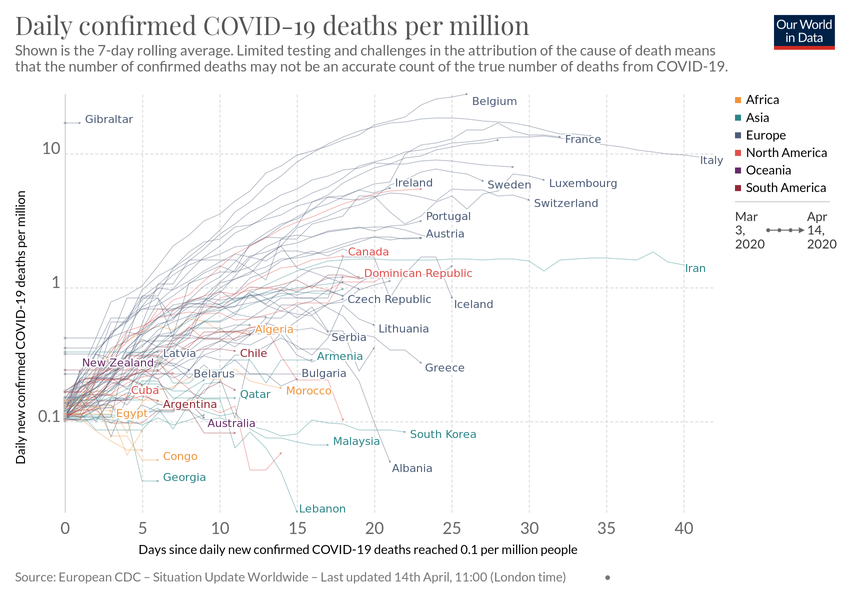 Daily confirmed COVID-19 deaths per million
Shown is the 7-day rolling average. Limited testing and challenges in the attribution of the cause of death means
that the number of confirmed deaths may not be an accurate count of the true number of deaths from COVID-19.
Our World
in Data
Africa
Asia
Europe
North America
Oceania
South America
Mar
3,
2020
Apr
14,
2020
Daily new confirmed COVID-19 deaths per million
10
1
0.1
Belgium
Gibraltar
France
Italy
Ireland
Sweden
Luxembourg
Switzerland
Portugal
Austria
Canada
Iran
Dominican Republic
Czech Republic
Iceland
Algeria
Lithuania
Serbia
Latvia
Chile
Armenia
New Zealand
Greece
Belarus
Bulgaria
Cuba
Qatar
Morocco
Argentina
Egypt
Australia
South Korea
Malaysia
Congo
Albania
Georgia
Lebanon
0
5
10
15
20
25
30
35
40
Days since daily new confirmed COVID-19 deaths reached 0.1 per million people
Source: European CDC – Situation Update Worldwide – Last updated 14th April, 11:00 (London time)